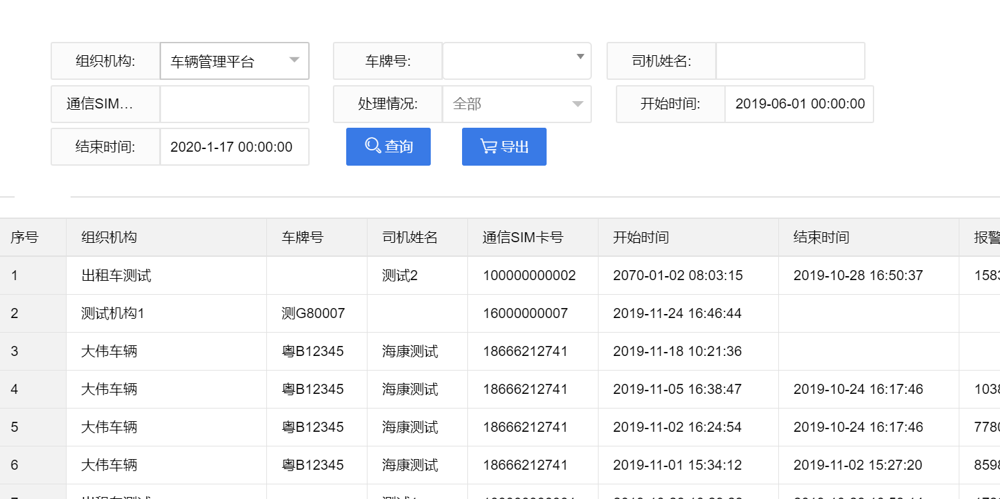 组织机构: 车辆管理平台 车牌号: 司机姓名:
通信SIM… 处理情况: 全部 开始时间: 2019-06-01 00:00:00
结束时间: 2020-1-17 00:00:00 查询 导出
序号 组织机构 车牌号 司机姓名 通信SIM卡号 开始时间 结束时间 报警
1 出租车测试 测试2 100000000002 2070-01-02 08:03:15 2019-10-28 16:50:37 1583
2 测试机构1 测G80007 16000000007 2019-11-24 16:46:44
3 大伟车辆 粤B12345 海康测试 18666212741 2019-11-18 10:21:36
4 大伟车辆 粤B12345 海康测试 18666212741 2019-11-05 16:38:47 2019-10-24 16:17:46 1038
5 大伟车辆 粤B12345 海康测试 18666212741 2019-11-02 16:24:54 2019-10-24 16:17:46 7780
6 大伟车辆 粤B12345 海康测试 18666212741 2019-11-01 15:34:12 2019-11-02 15:27:20 8598